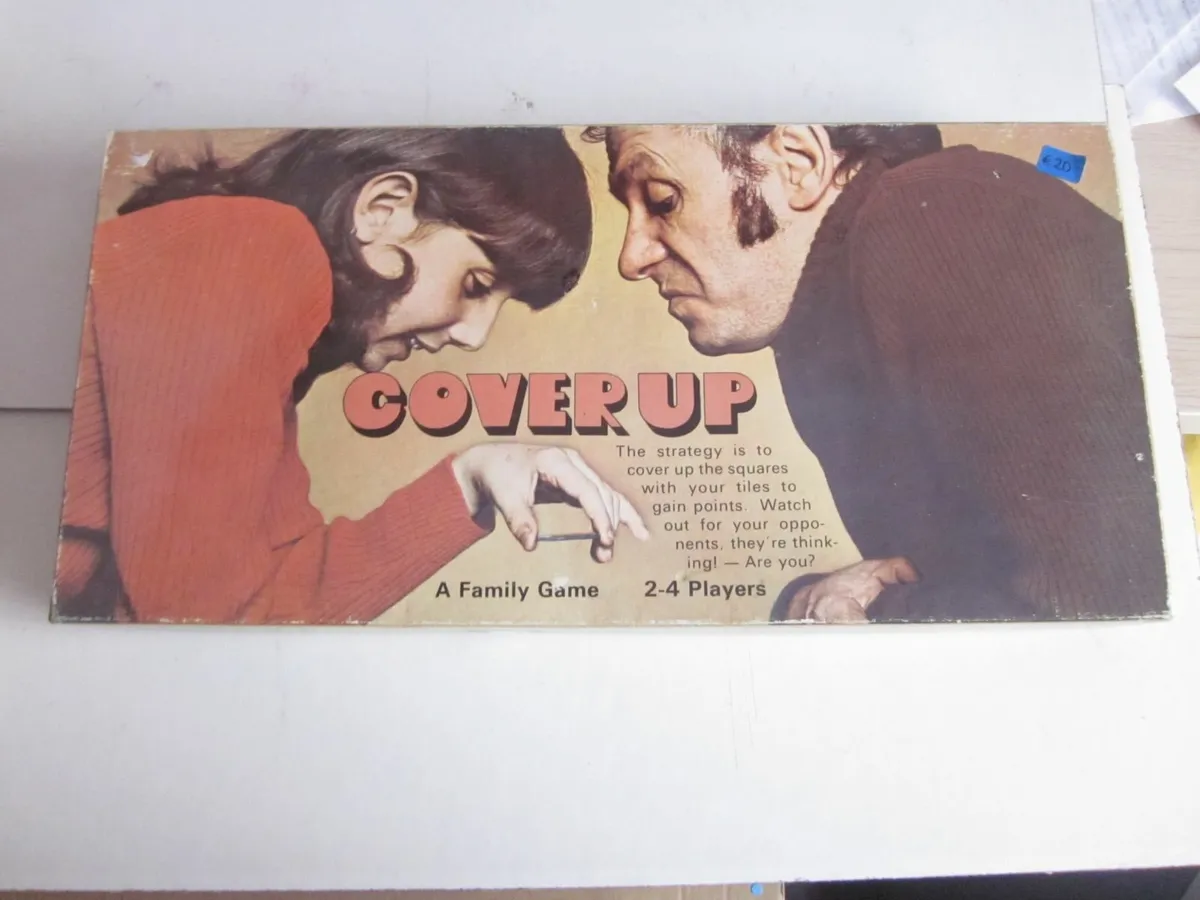 €20
COVER UP
The strategy is to
cover up the squares
with your tiles to
gain points. Watch
out for your oppo-
nents, they're think-
ing! — Are you?
A Family Game 2-4 Players